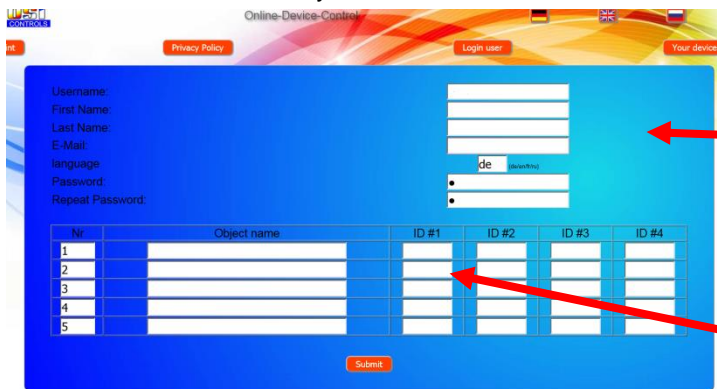 CONTROLS
Online-Device-Control
Privacy Policy
Login user
Your device
Username:
First Name:
Last Name:
E-Mail:
language
de
Password:
Repeat Password:
Nr Object name ID #1 ID #2 ID #3 ID #4
1
2
3
4
5
Submit